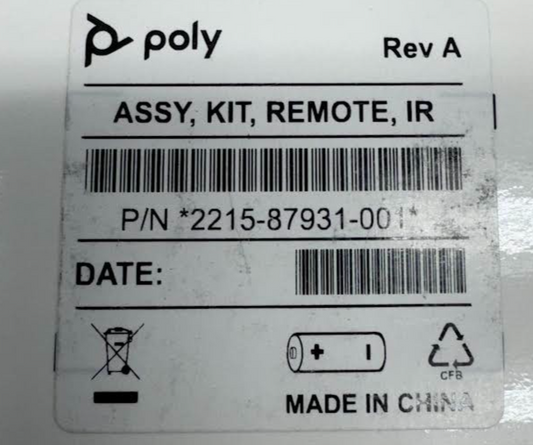 poly
Rev A
ASSY, KIT, REMOTE, IR
P/N *2215-87931-001*
DATE:
CFB
MADE IN CHINA